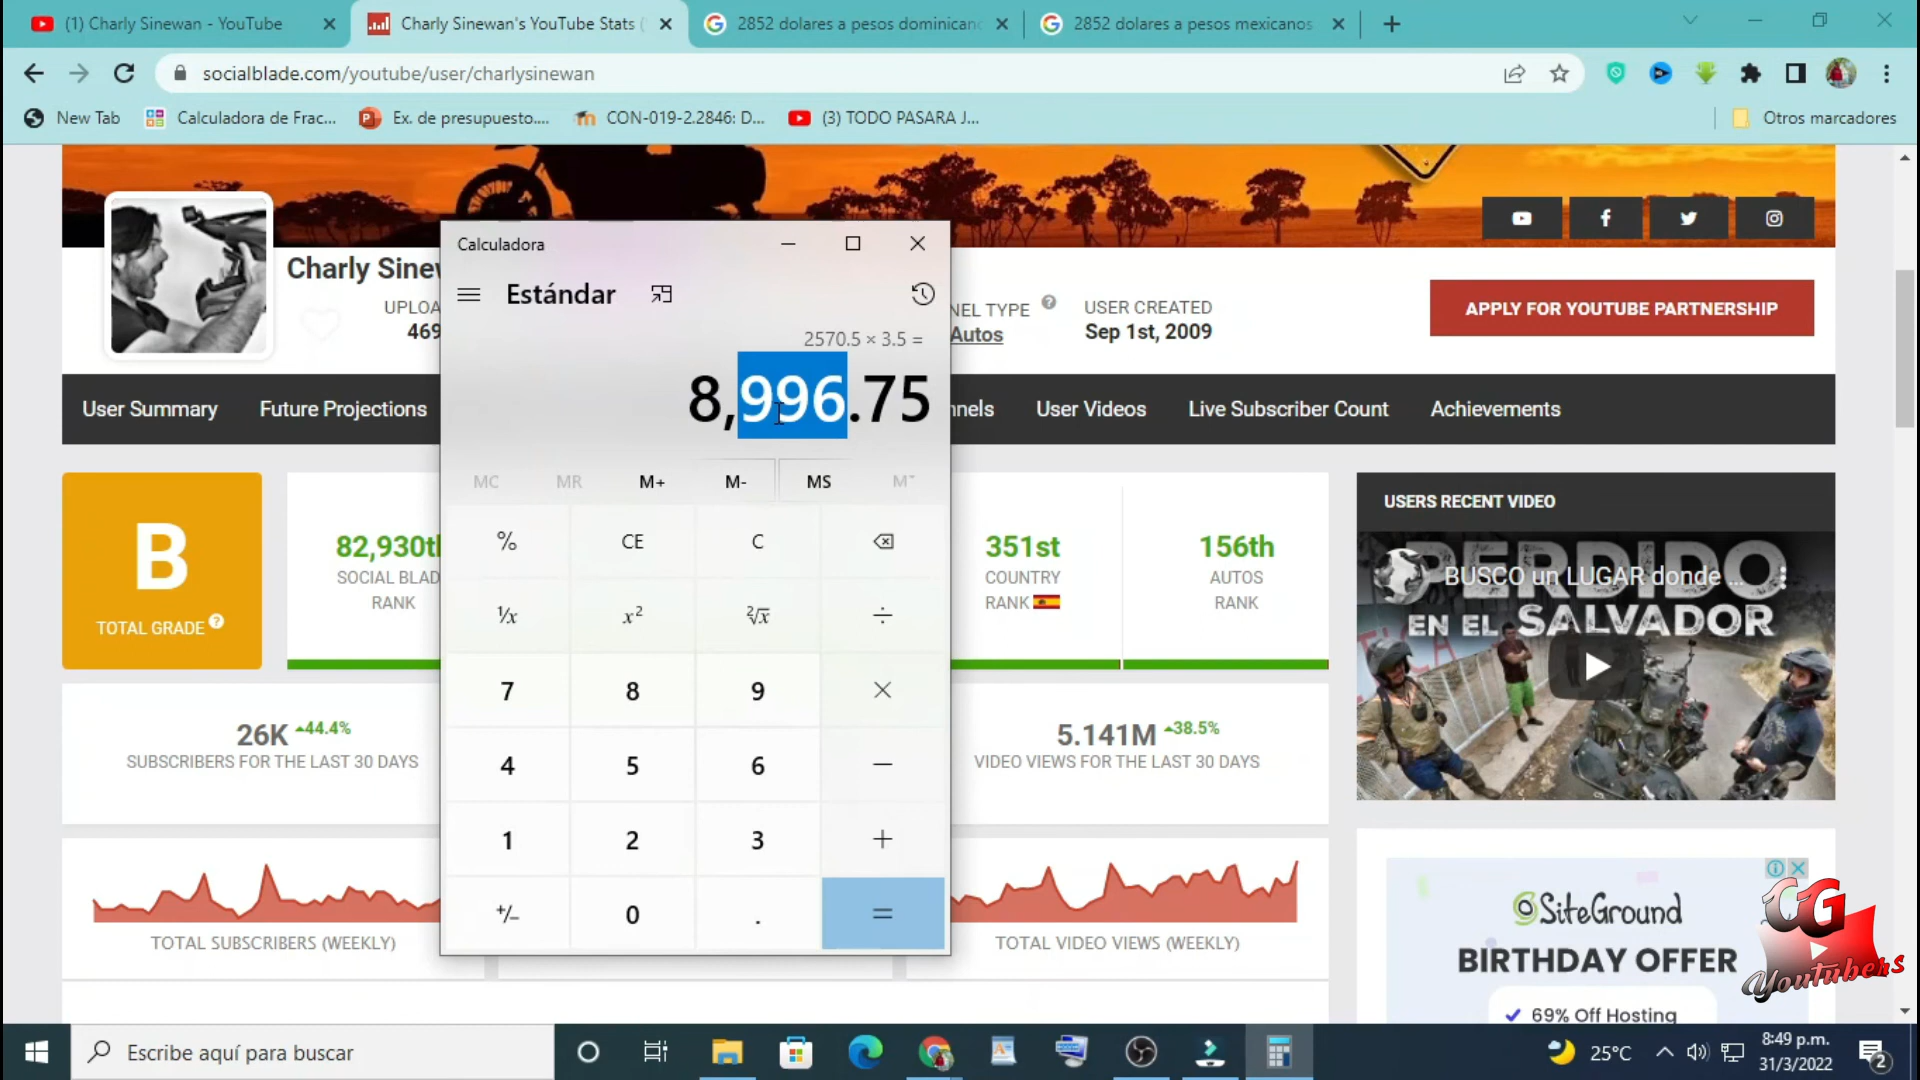 (1) Charly Sinewan - YouTube
Charly Sinewan's YouTube Stats (
2852 dolares a pesos dominican
2852 dolares a pesos mexicanos
socialblade.com/youtube/user/charlysinewan
New Tab
Calculadora de Frac...
Ex. de presupuesto....
CON-019-2.2846: D...
(3) TODO PASARA J...
Otros marcadores
Charly Sinew
UPLOA
469
NEL TYPE
Autos
USER CREATED
Sep 1st, 2009
APPLY FOR YOUTUBE PARTNERSHIP
Calculadora
Estándar
2570.5 × 3.5 =
8,996.75
MC MR M+ M- MS M˅
% CE C
¹/x x² ²√x ÷
7 8 9 ×
4 5 6 −
1 2 3 +
+/− 0 . =
User Summary
Future Projections
nnels
User Videos
Live Subscriber Count
Achievements
B
TOTAL GRADE
82,930th
SOCIAL BLAD
RANK
351st
COUNTRY
RANK
156th
AUTOS
RANK
USERS RECENT VIDEO
BUSCO un LUGAR donde ...
PERDIDO
EN EL SALVADOR
26K 44.4%
SUBSCRIBERS FOR THE LAST 30 DAYS
5.141M 38.5%
VIDEO VIEWS FOR THE LAST 30 DAYS
TOTAL SUBSCRIBERS (WEEKLY)
TOTAL VIDEO VIEWS (WEEKLY)
SiteGround
BIRTHDAY OFFER
69% Off Hosting
CG
Youtubers
Escribe aquí para buscar
25°C
8:49 p.m.
31/3/2022
2